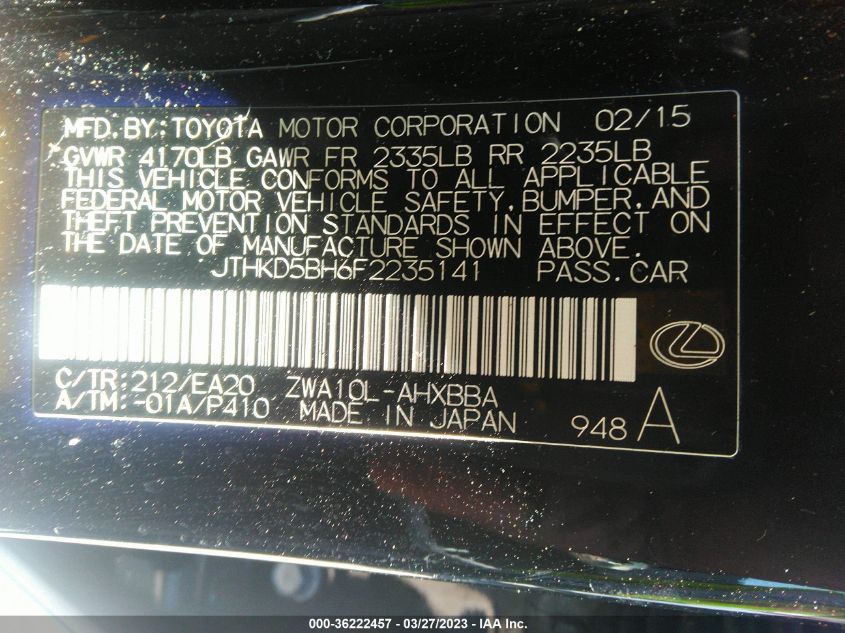 MFD. BY: TOYOTA MOTOR CORPORATION 02/15
GVWR 4170LB GAWR FR 2335LB RR 2235LB
THIS VEHICLE CONFORMS TO ALL APPLICABLE
FEDERAL MOTOR VEHICLE SAFETY, BUMPER, AND
THEFT PREVENTION STANDARDS IN EFFECT ON
THE DATE OF MANUFACTURE SHOWN ABOVE.
JTHKD5BH6F2235141 PASS. CAR
C/TR: 212/EA20 ZWA10L-AHXBBA
A/TM: -01A/P410 MADE IN JAPAN 948 A
000-36222457 - 03/27/2023 - IAA Inc.